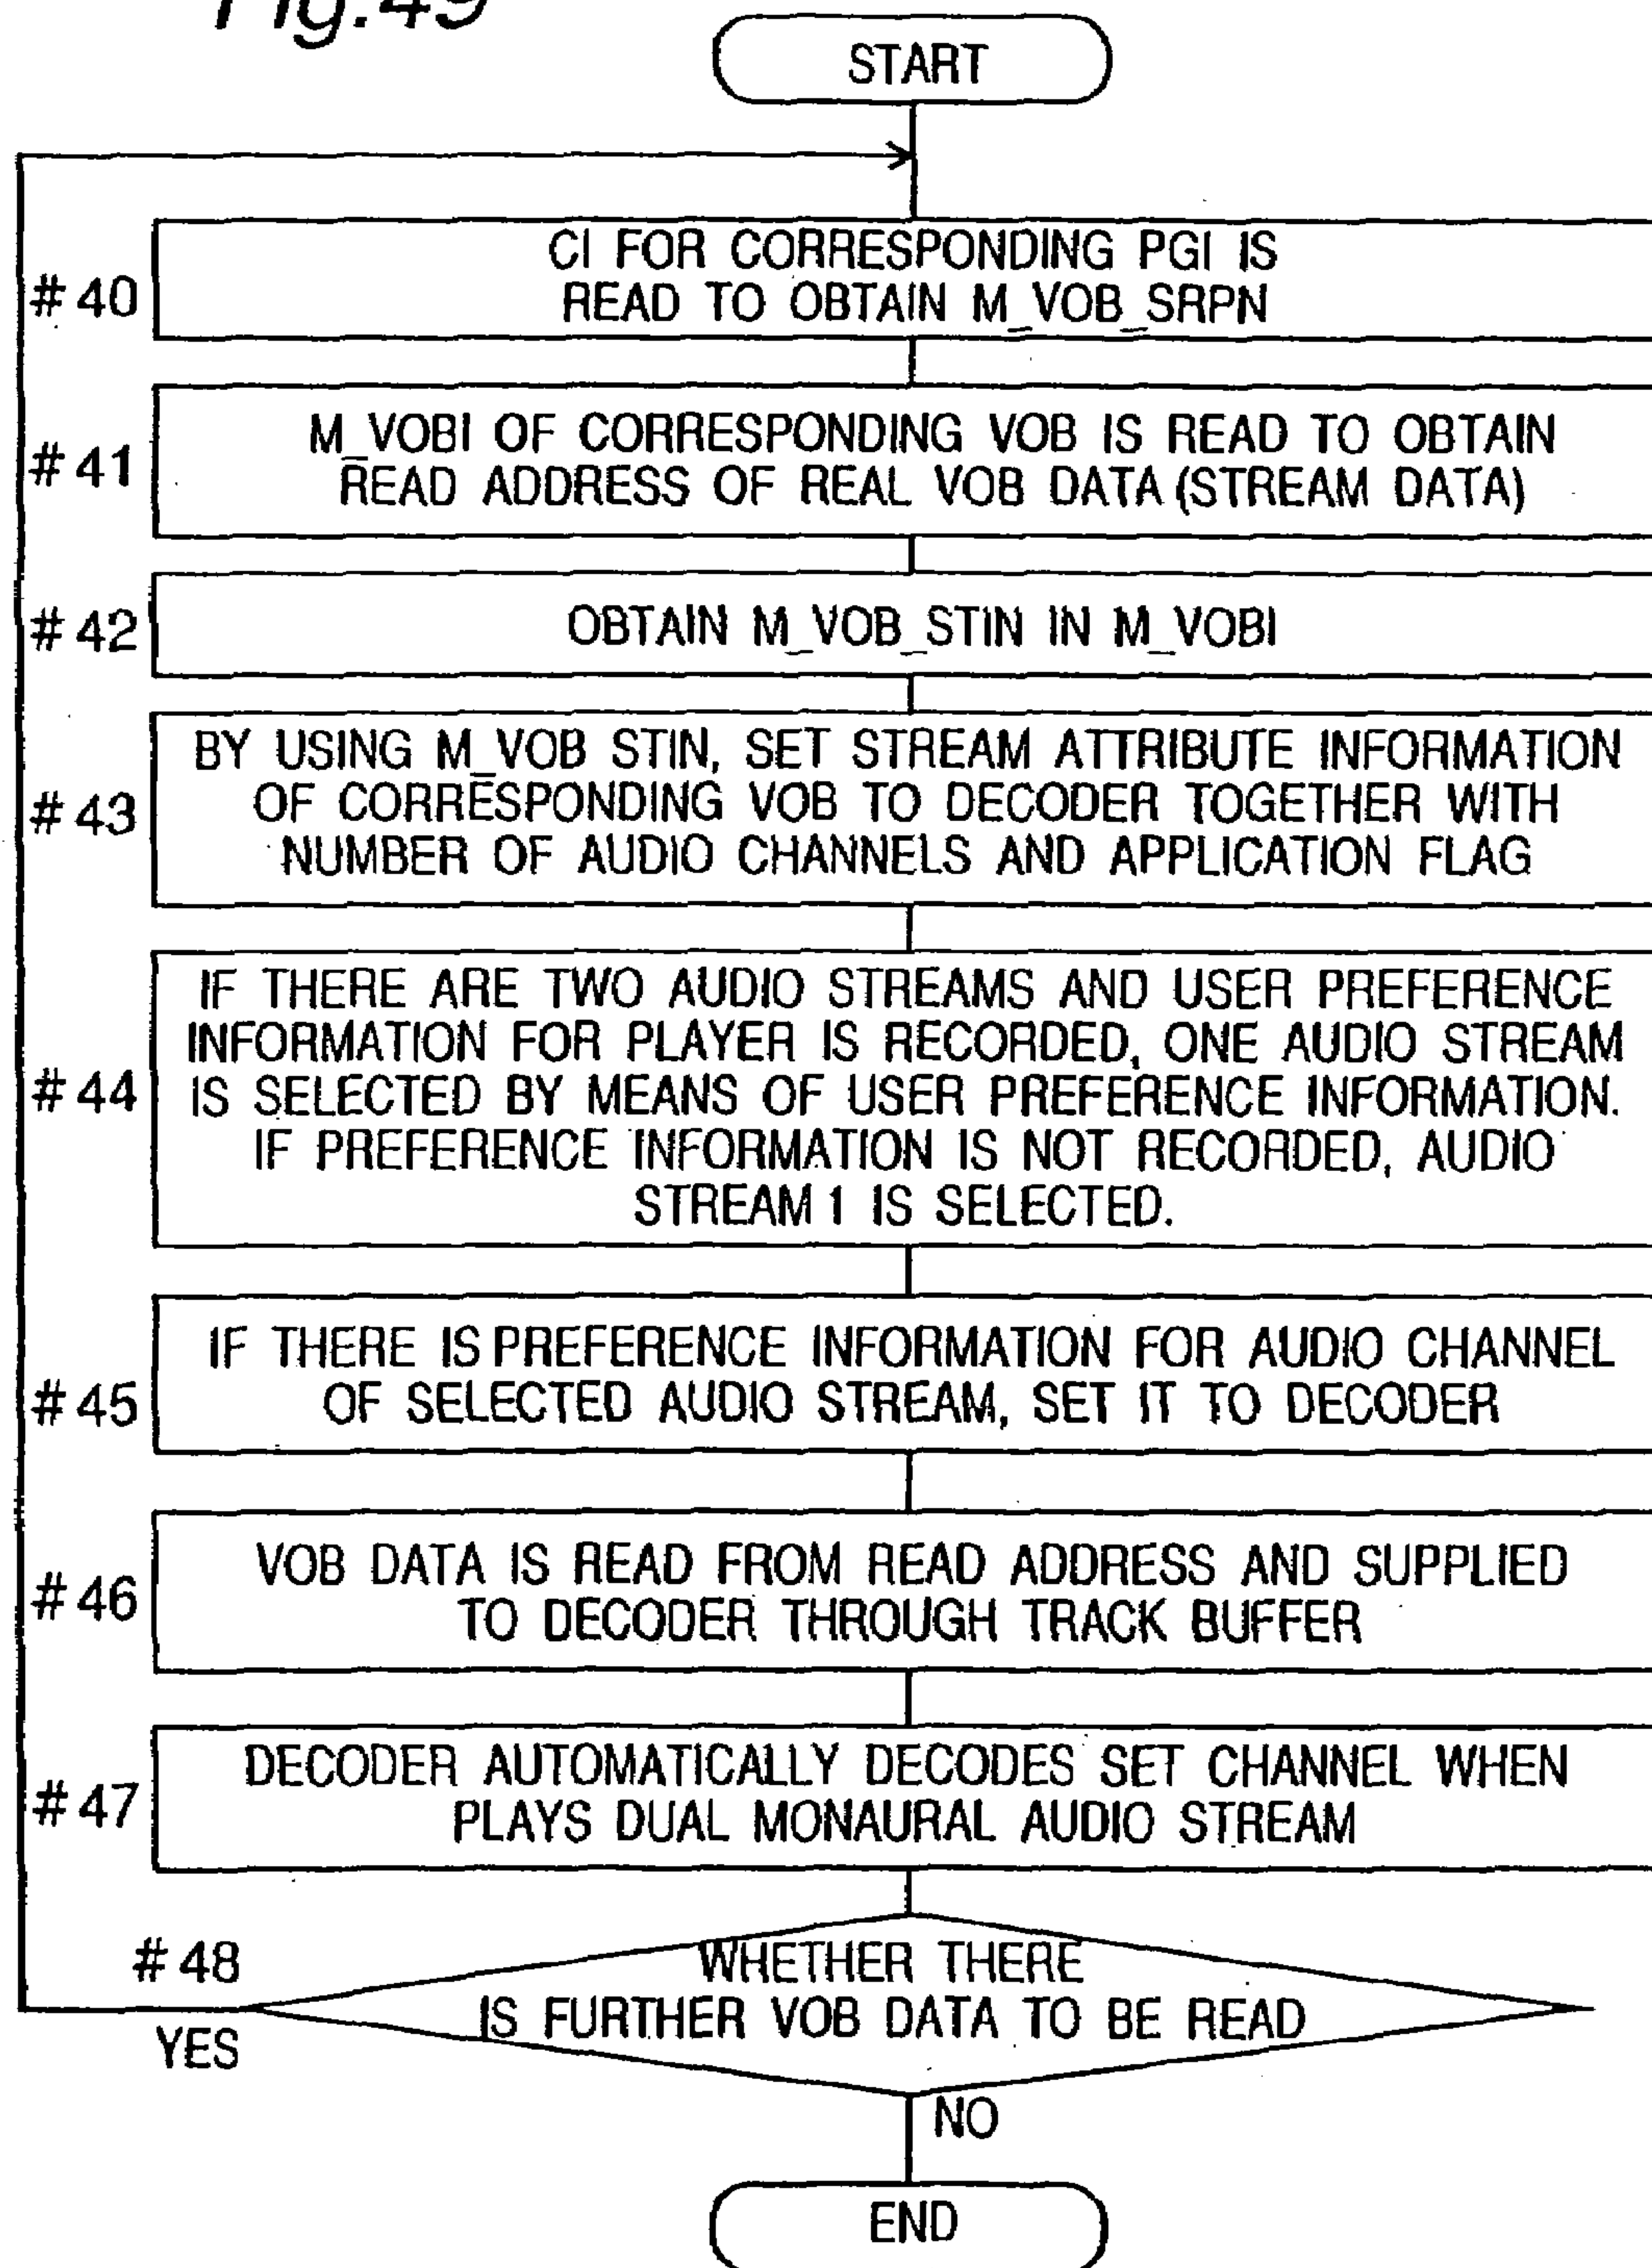 Fig.49
START
#40
CI FOR CORRESPONDING PGI IS
READ TO OBTAIN M_VOB_SRPN
#41
M_VOBI OF CORRESPONDING VOB IS READ TO OBTAIN
READ ADDRESS OF REAL VOB DATA (STREAM DATA)
#42
OBTAIN M_VOB_STIN IN M_VOBI
#43
BY USING M_VOB STIN, SET STREAM ATTRIBUTE INFORMATION
OF CORRESPONDING VOB TO DECODER TOGETHER WITH
NUMBER OF AUDIO CHANNELS AND APPLICATION FLAG
#44
IF THERE ARE TWO AUDIO STREAMS AND USER PREFERENCE
INFORMATION FOR PLAYER IS RECORDED, ONE AUDIO STREAM
IS SELECTED BY MEANS OF USER PREFERENCE INFORMATION.
IF PREFERENCE INFORMATION IS NOT RECORDED, AUDIO
STREAM 1 IS SELECTED.
#45
IF THERE IS PREFERENCE INFORMATION FOR AUDIO CHANNEL
OF SELECTED AUDIO STREAM, SET IT TO DECODER
#46
VOB DATA IS READ FROM READ ADDRESS AND SUPPLIED
TO DECODER THROUGH TRACK BUFFER
#47
DECODER AUTOMATICALLY DECODES SET CHANNEL WHEN
PLAYS DUAL MONAURAL AUDIO STREAM
#48
WHETHER THERE
IS FURTHER VOB DATA TO BE READ
YES
NO
END